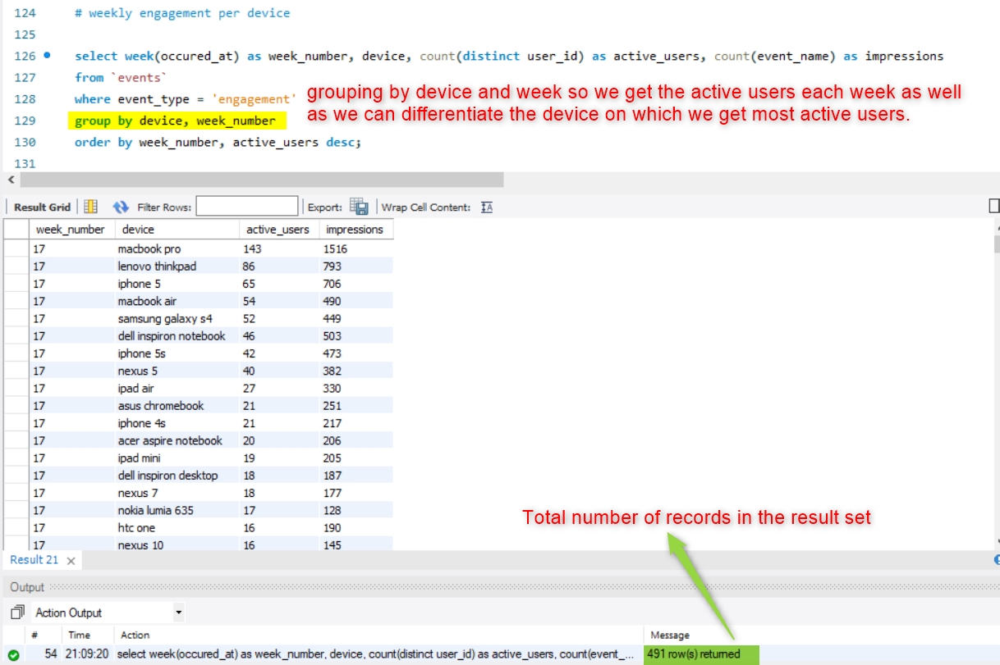 124 # weekly engagement per device
125
126 select week(occured_at) as week_number, device, count(distinct user_id) as active_users, count(event_name) as impressions
127 from `events`
128 where event_type = 'engagement'
129 group by device, week_number
130 order by week_number, active_users desc;
131
grouping by device and week so we get the active users each week as well
as we can differentiate the device on which we get most active users.
Result Grid Filter Rows: Export: Wrap Cell Content:
week_number device active_users impressions
17 macbook pro 143 1516
17 lenovo thinkpad 86 793
17 iphone 5 65 706
17 macbook air 54 490
17 samsung galaxy s4 52 449
17 dell inspiron notebook 46 503
17 iphone 5s 42 473
17 nexus 5 40 382
17 ipad air 27 330
17 asus chromebook 21 251
17 iphone 4s 21 217
17 acer aspire notebook 20 206
17 ipad mini 19 205
17 dell inspiron desktop 18 187
17 nexus 7 18 177
17 nokia lumia 635 17 128
17 htc one 16 190
17 nexus 10 16 145
Total number of records in the result set
Result 21
Output
Action Output
# Time Action Message
54 21:09:20 select week(occured_at) as week_number, device, count(distinct user_id) as active_users, count(event_... 491 row(s) returned